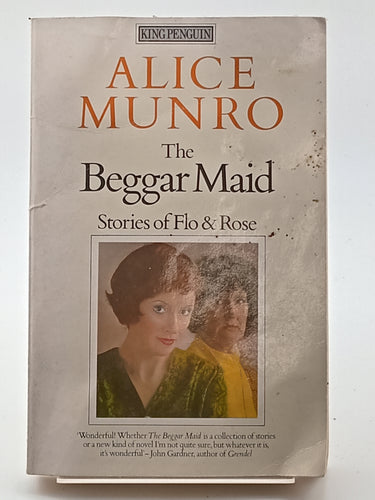 KING PENGUIN
ALICE
MUNRO
The
Beggar Maid
Stories of Flo & Rose
'Wonderful! Whether The Beggar Maid is a collection of stories
or a new kind of novel I'm not quite sure, but whatever it is,
it's wonderful' – John Gardner, author of Grendel